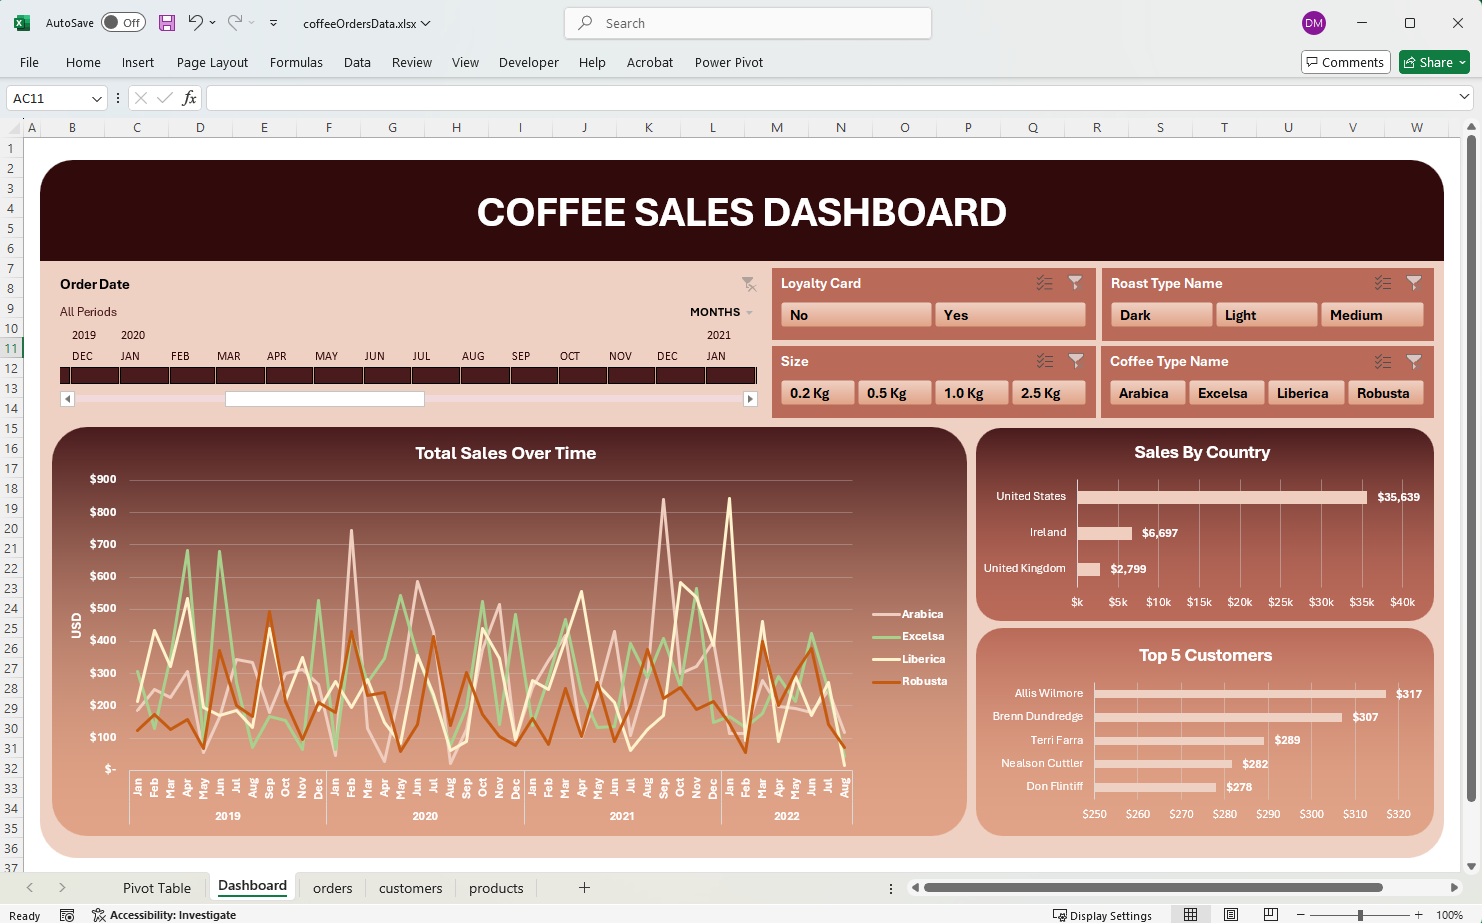 AutoSave Off coffeeOrdersData.xlsx Search DM
File Home Insert Page Layout Formulas Data Review View Developer Help Acrobat Power Pivot Comments Share
AC11 fx
A B C D E F G H I J K L M N O P Q R S T U V W
1
2
3
4
5
6
7
8
9
10
11
12
13
14
15
16
17
18
19
20
21
22
23
24
25
26
27
28
29
30
31
32
33
34
35
36
37
COFFEE SALES DASHBOARD
Order Date
All Periods MONTHS
2019 2020 2021
DEC JAN FEB MAR APR MAY JUN JUL AUG SEP OCT NOV DEC JAN
Loyalty Card
No Yes
Roast Type Name
Dark Light Medium
Size
0.2 Kg 0.5 Kg 1.0 Kg 2.5 Kg
Coffee Type Name
Arabica Excelsa Liberica Robusta
Total Sales Over Time
USD
$900
$800
$700
$600
$500
$400
$300
$200
$100
$-
Jan Feb Mar Apr May Jun Jul Aug Sep Oct Nov Dec Jan Feb Mar Apr May Jun Jul Aug Sep Oct Nov Dec Jan Feb Mar Apr May Jun Jul Aug Sep Oct Nov Dec Jan Feb Mar Apr May Jun Jul Aug
2019 2020 2021 2022
Arabica
Excelsa
Liberica
Robusta
Sales By Country
United States $35,639
Ireland $6,697
United Kingdom $2,799
$k $5k $10k $15k $20k $25k $30k $35k $40k
Top 5 Customers
Allis Wilmore $317
Brenn Dundredge $307
Terri Farra $289
Nealson Cuttler $282
Don Flintiff $278
$250 $260 $270 $280 $290 $300 $310 $320
Pivot Table Dashboard orders customers products
Ready Accessibility: Investigate Display Settings 100%